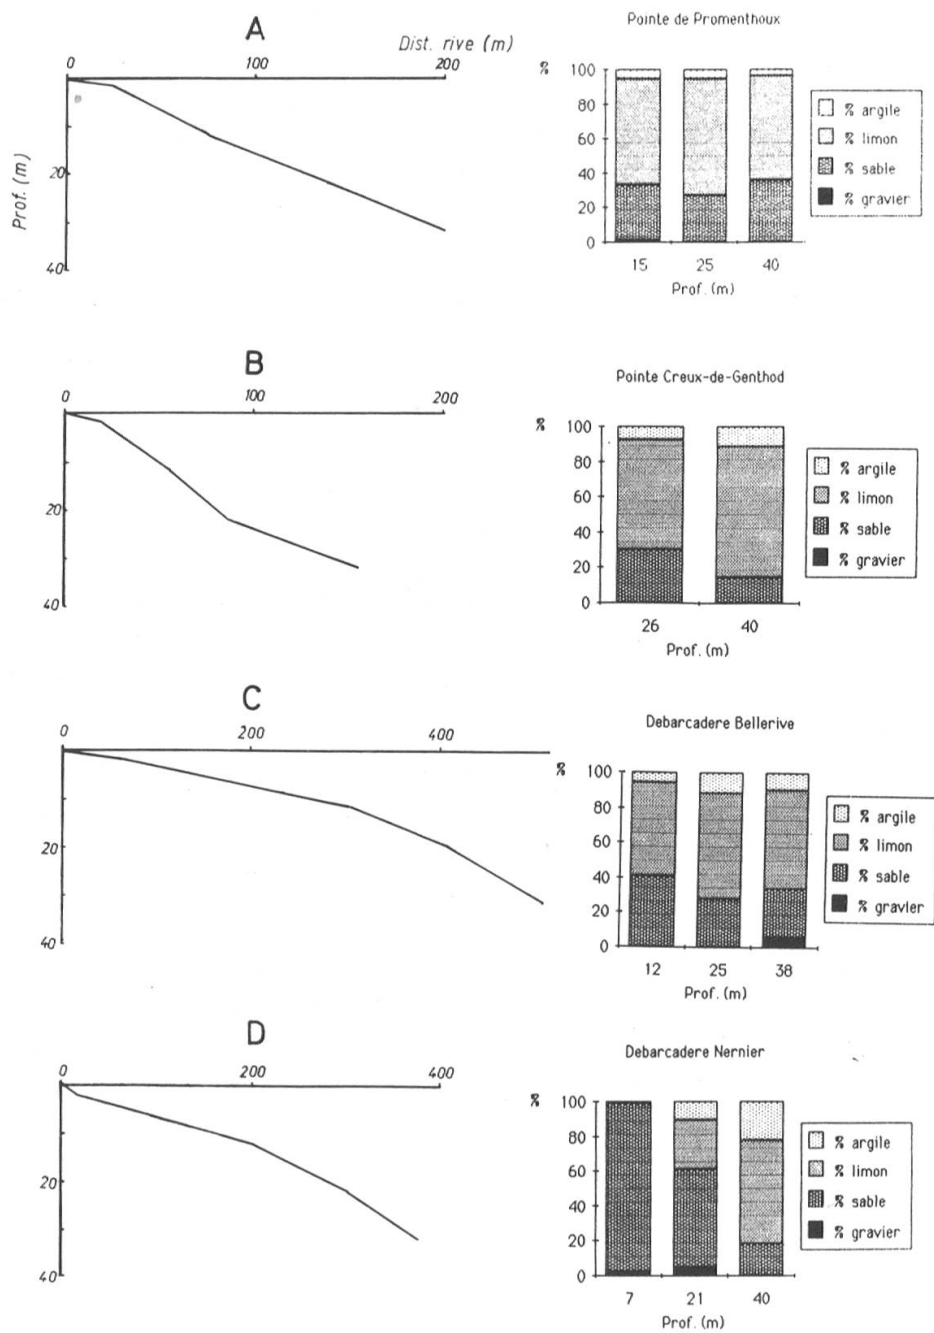 A
Dist. rive (m)
0 100 200
Prof. (m)
20
40
Pointe de Promenthoux
%
100
80
60
40
20
0
15 25 40
Prof. (m)
% argile
% limon
% sable
% gravier
B
0 100 200
20
40
Pointe Creux-de-Genthod
%
100
80
60
40
20
0
26 40
Prof. (m)
% argile
% limon
% sable
% gravier
C
0 200 400
20
40
Debarcadere Bellerive
%
100
80
60
40
20
0
12 25 38
Prof. (m)
% argile
% limon
% sable
% gravier
D
0 200 400
20
40
Debarcadere Nernier
%
100
80
60
40
20
0
7 21 40
Prof. (m)
% argile
% limon
% sable
% gravier